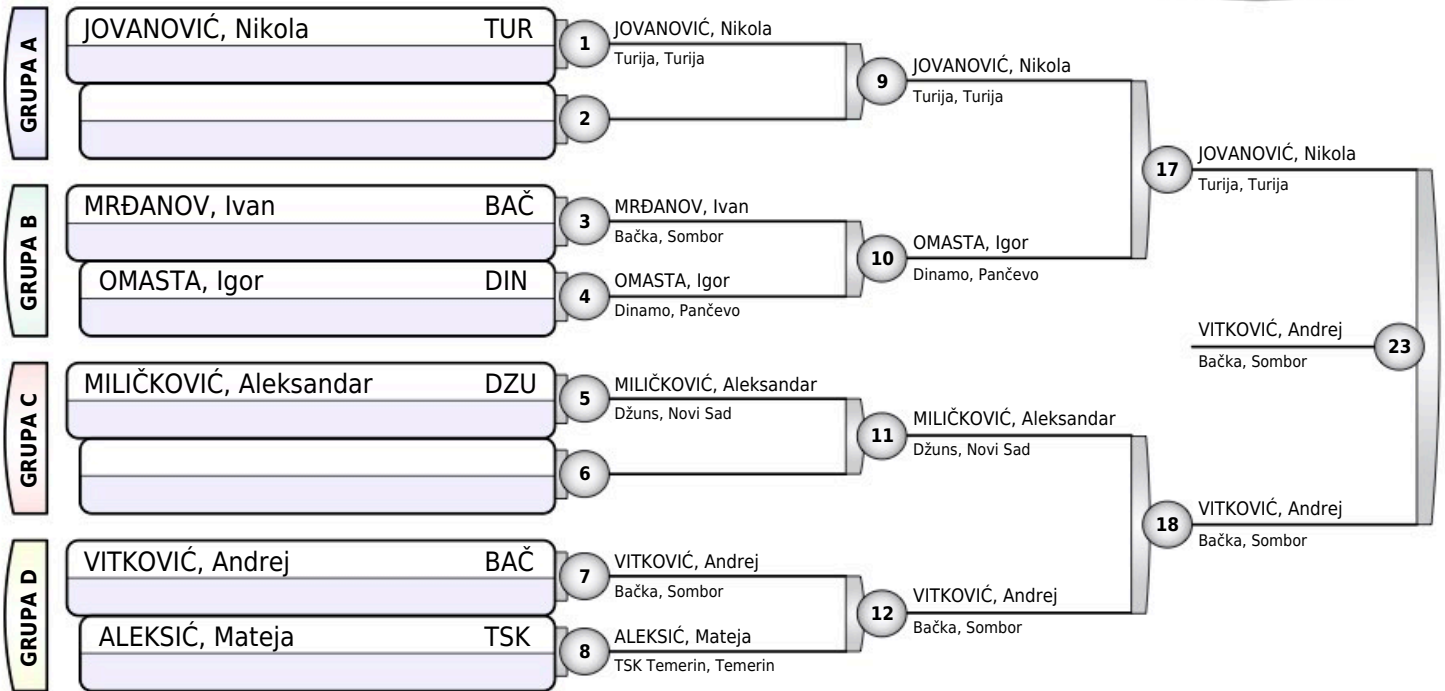 GRUPA A
JOVANOVIĆ, Nikola TUR
1
JOVANOVIĆ, Nikola
Turija, Turija
2
9
JOVANOVIĆ, Nikola
Turija, Turija
GRUPA B
MRĐANOV, Ivan BAČ
3
MRĐANOV, Ivan
Bačka, Sombor
OMASTA, Igor DIN
4
OMASTA, Igor
Dinamo, Pančevo
10
OMASTA, Igor
Dinamo, Pančevo
17
JOVANOVIĆ, Nikola
Turija, Turija
GRUPA C
MILIČKOVIĆ, Aleksandar DZU
5
MILIČKOVIĆ, Aleksandar
Džuns, Novi Sad
6
11
MILIČKOVIĆ, Aleksandar
Džuns, Novi Sad
GRUPA D
VITKOVIĆ, Andrej BAČ
7
VITKOVIĆ, Andrej
Bačka, Sombor
ALEKSIĆ, Mateja TSK
8
ALEKSIĆ, Mateja
TSK Temerin, Temerin
12
VITKOVIĆ, Andrej
Bačka, Sombor
18
VITKOVIĆ, Andrej
Bačka, Sombor
VITKOVIĆ, Andrej
Bačka, Sombor
23